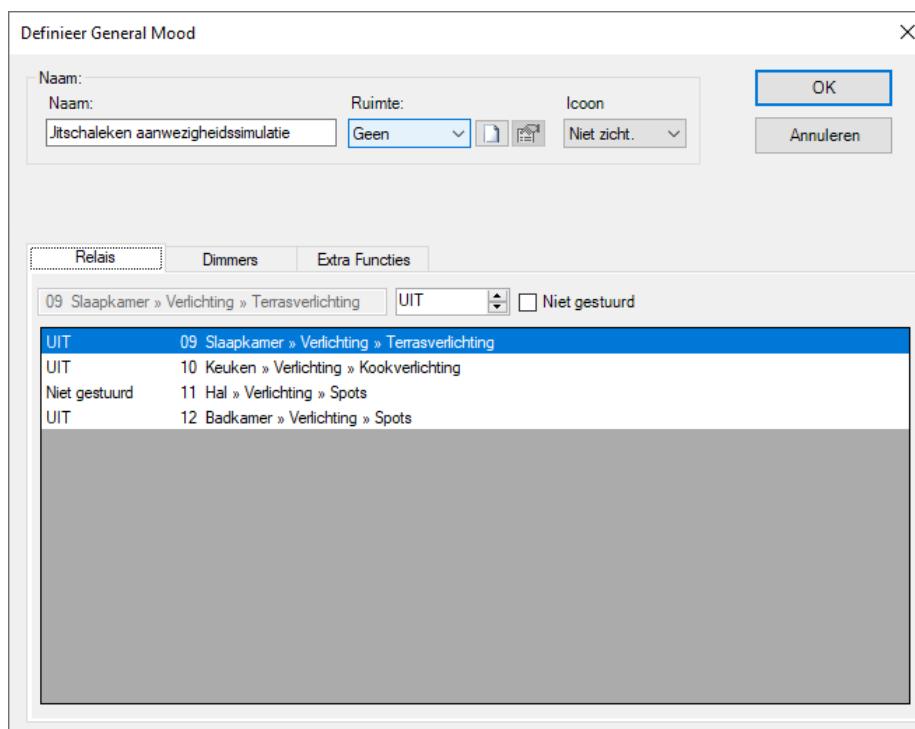 Definieer General Mood
Naam:
Naam:
Ruimte:
Icoon
Jitschaleken aanwezigheidssimulatie
Geen
Niet zicht.
OK
Annuleren
Relais
Dimmers
Extra Functies
09 Slaapkamer » Verlichting » Terrasverlichting
UIT
Niet gestuurd
UIT 09 Slaapkamer » Verlichting » Terrasverlichting
UIT 10 Keuken » Verlichting » Kookverlichting
Niet gestuurd 11 Hal » Verlichting » Spots
UIT 12 Badkamer » Verlichting » Spots